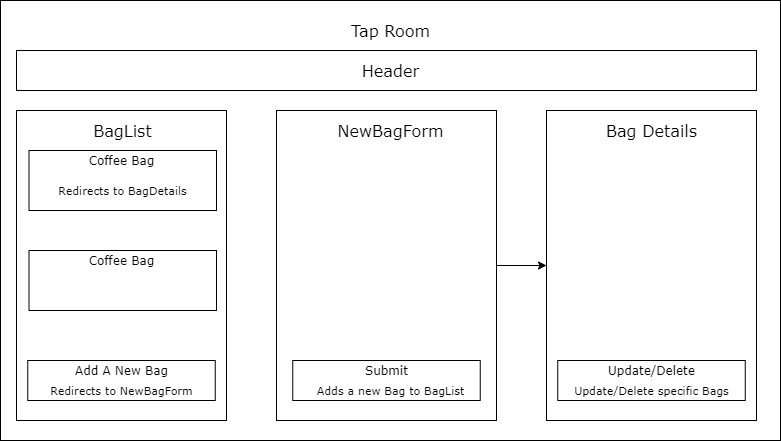 Tap Room
Header
BagList
Coffee Bag
Redirects to BagDetails
Coffee Bag
Add A New Bag
Redirects to NewBagForm
NewBagForm
Submit
Adds a new Bag to BagList
Bag Details
Update/Delete
Update/Delete specific Bags